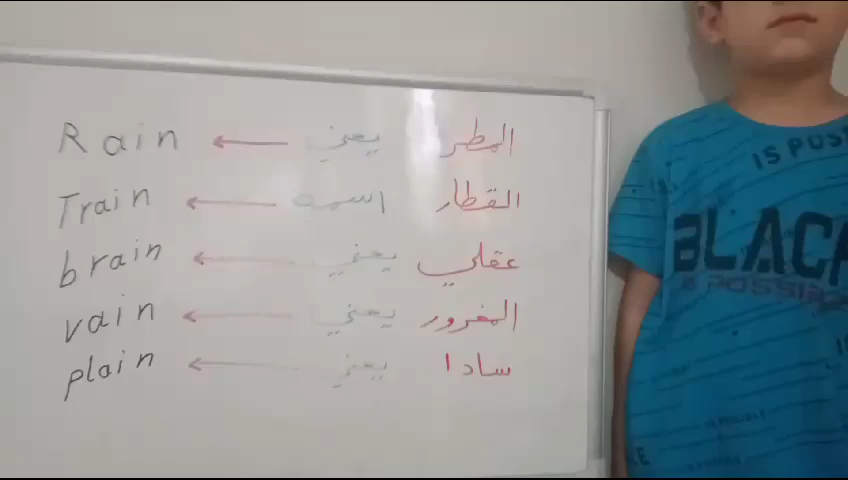 المطر يعني ← Rain
القطار اسمه ← Train
عقلي يعني ← brain
المغرور يعني ← vain
سادا يعني ← plain
IS POSS
BLACK
IS POSSIBLE